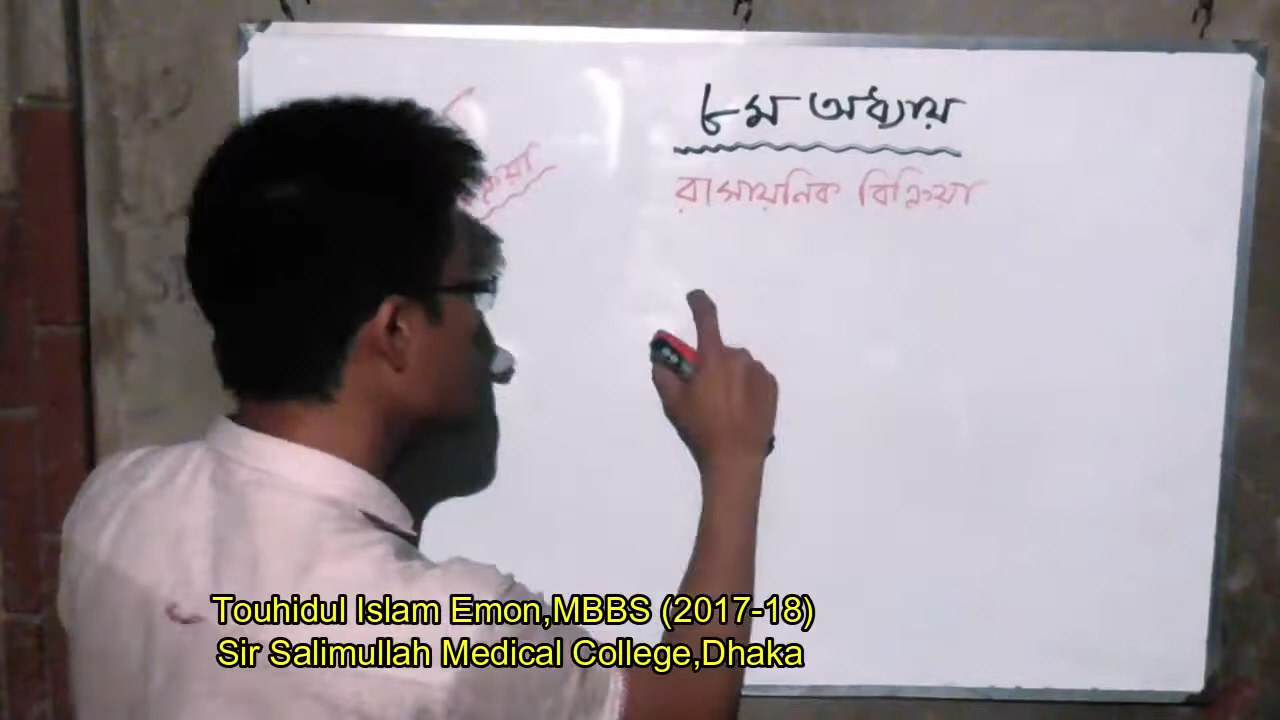 ৮ম অধ্যায়
রাসায়নিক বিক্রিয়া
Touhidul Islam Emon,MBBS (2017-18)
Sir Salimullah Medical College,Dhaka